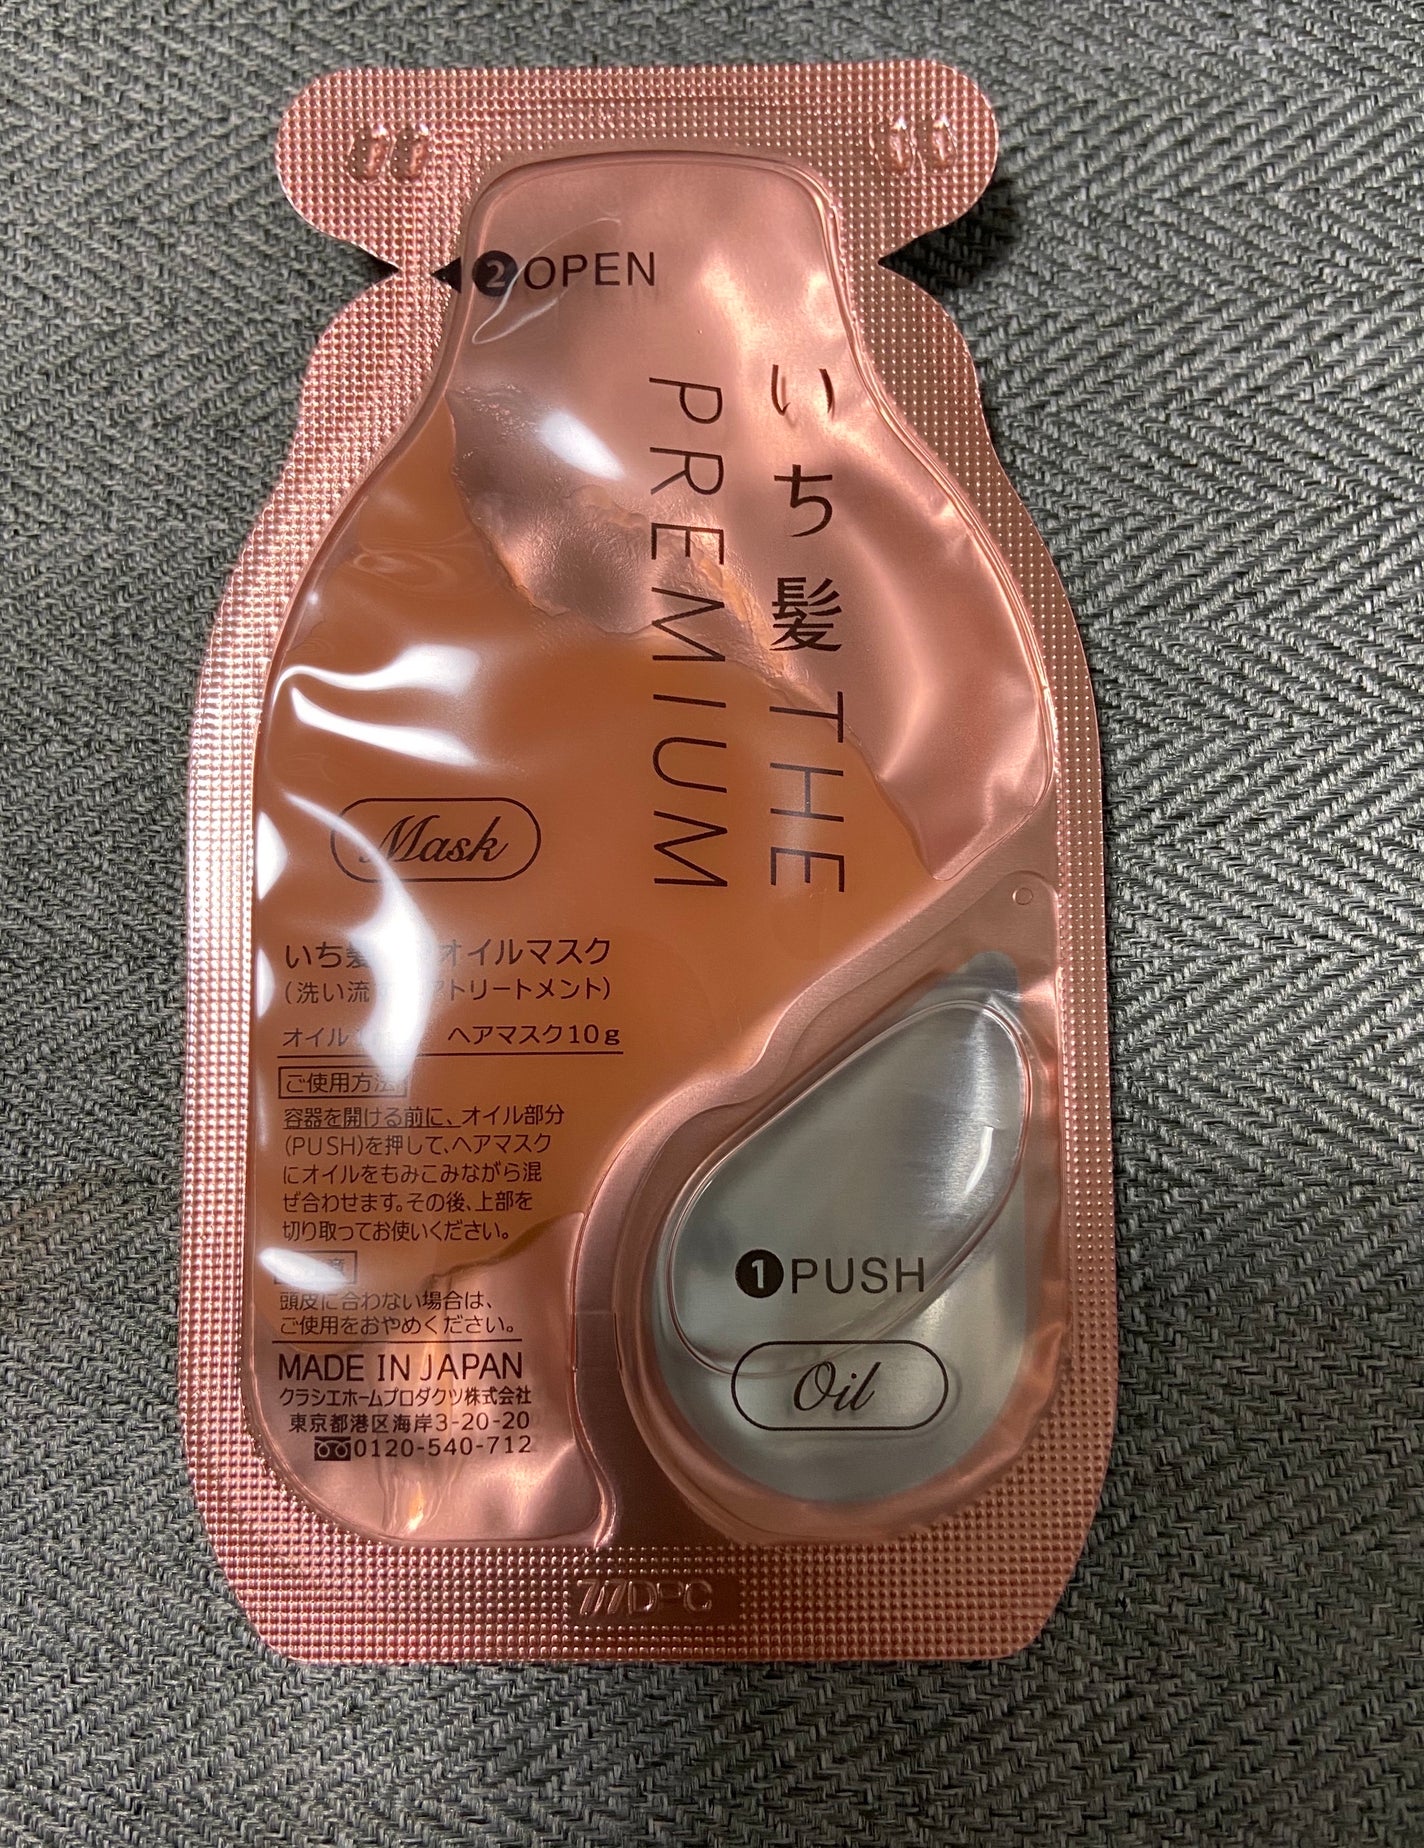 ❷OPEN
いち髪 THE
PREMIUM
Mask
いち髪 オイルマスク
(洗い流 トリートメント)
オイル ヘアマスク10g
ご使用方法
容器を開ける前に、オイル部分
(PUSH)を押して、ヘアマスク
にオイルをもみこみながら混
ぜ合わせます。その後、上部を
切り取ってお使いください。
頭皮に合わない場合は、
ご使用をおやめください。
MADE IN JAPAN
クラシエホームプロダクツ株式会社
東京都港区海岸3-20-20
0120-540-712
❶PUSH
Oil